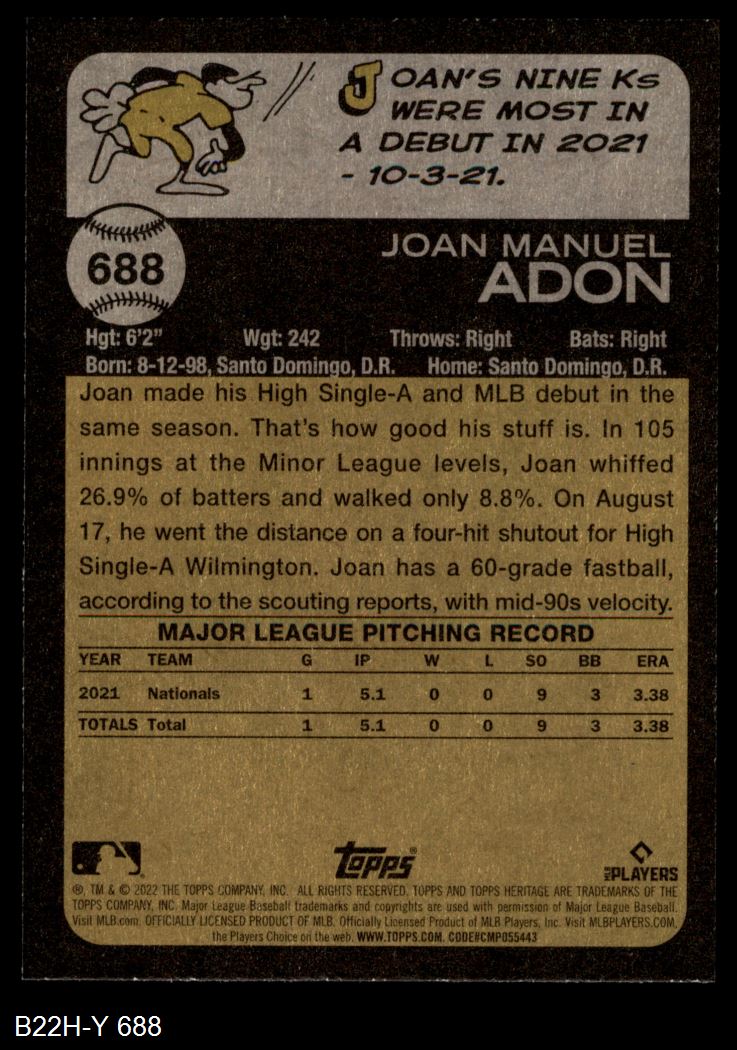 JOAN'S NINE Ks
WERE MOST IN
A DEBUT IN 2021
- 10-3-21.
688
JOAN MANUEL
ADON
Hgt: 6'2" Wgt: 242 Throws: Right Bats: Right
Born: 8-12-98, Santo Domingo, D.R. Home: Santo Domingo, D.R.
Joan made his High Single-A and MLB debut in the
same season. That's how good his stuff is. In 105
innings at the Minor League levels, Joan whiffed
26.9% of batters and walked only 8.8%. On August
17, he went the distance on a four-hit shutout for High
Single-A Wilmington. Joan has a 60-grade fastball,
according to the scouting reports, with mid-90s velocity.
MAJOR LEAGUE PITCHING RECORD
YEAR TEAM G IP W L SO BB ERA
2021 Nationals 1 5.1 0 0 9 3 3.38
TOTALS Total 1 5.1 0 0 9 3 3.38
Topps®
MLB PLAYERS
®, TM & © 2022 THE TOPPS COMPANY, INC. ALL RIGHTS RESERVED. TOPPS AND TOPPS HERITAGE ARE TRADEMARKS OF THE
TOPPS COMPANY, INC. Major League Baseball trademarks and copyrights are used with permission of Major League Baseball.
Visit MLB.com. OFFICIALLY LICENSED PRODUCT OF MLB. Officially Licensed Product of MLB Players, Inc. Visit MLBPLAYERS.COM,
the Players Choice on the web. WWW.TOPPS.COM. CODE#CMP055443
B22H-Y 688